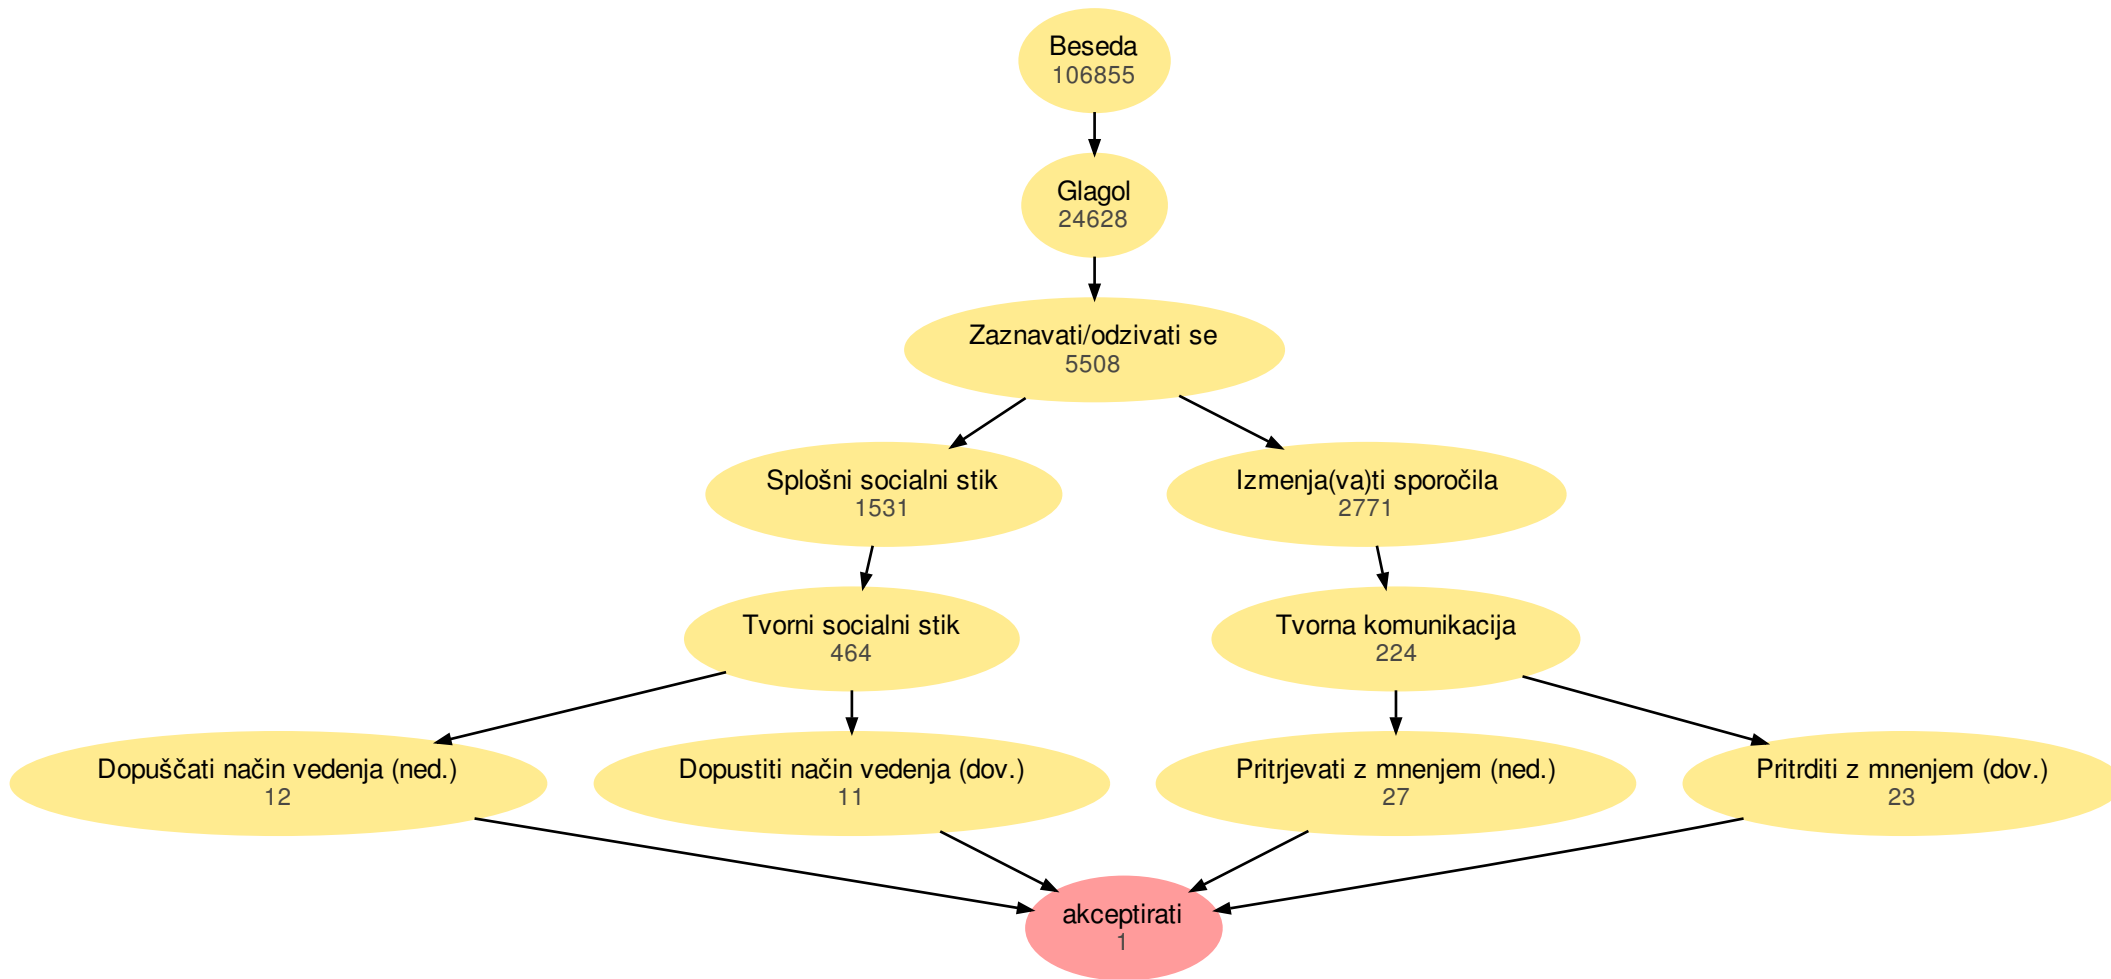 Beseda
106855
Glagol
24628
Zaznavati/odzivati se
5508
Splošni socialni stik
1531
Izmenja(va)ti sporočila
2771
Tvorni socialni stik
464
Tvorna komunikacija
224
Dopuščati način vedenja (ned.)
12
Dopustiti način vedenja (dov.)
11
Pritrjevati z mnenjem (ned.)
27
Pritrditi z mnenjem (dov.)
23
akceptirati
1